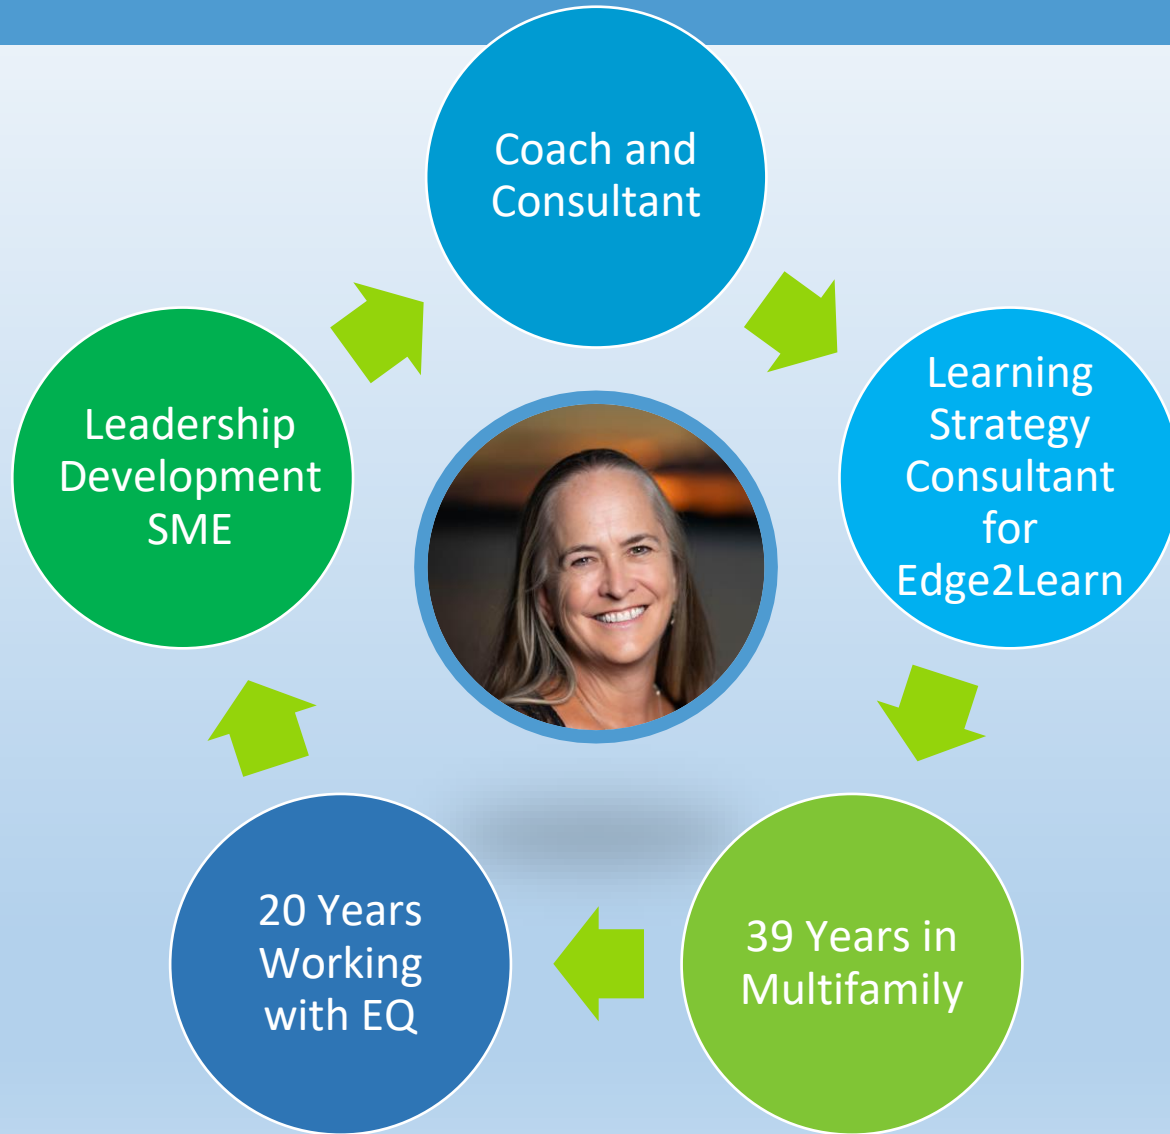 Coach and
Consultant
Learning
Strategy
Consultant
for
Edge2Learn
39 Years in
Multifamily
20 Years
Working
with EQ
Leadership
Development
SME